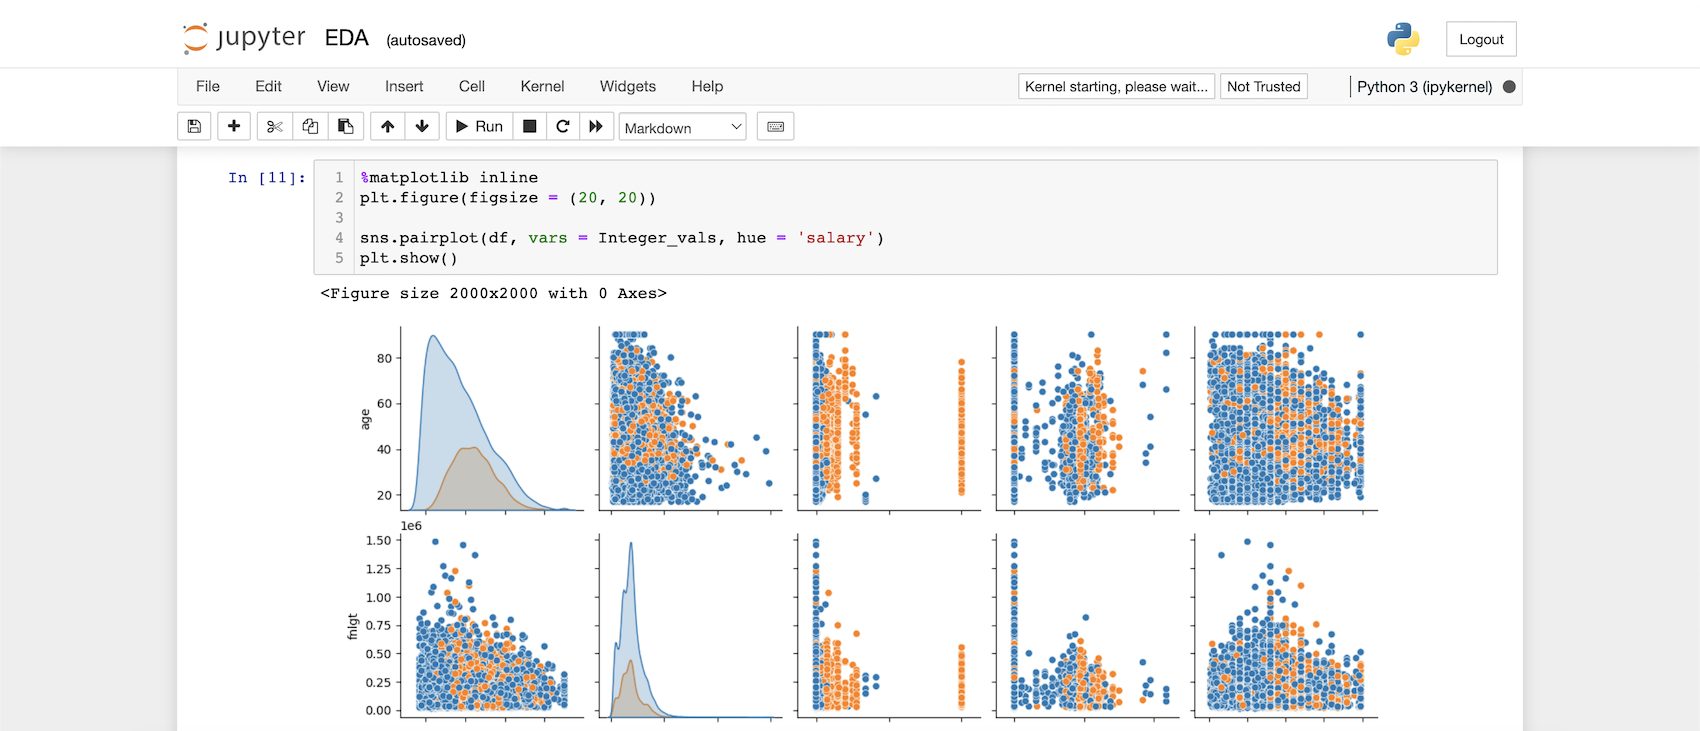 jupyter EDA (autosaved)
Logout
File Edit View Insert Cell Kernel Widgets Help Kernel starting, please wait... Not Trusted Python 3 (ipykernel)
Run Markdown
In [11]:
1 %matplotlib inline
2 plt.figure(figsize = (20, 20))
3
4 sns.pairplot(df, vars = Integer_vals, hue = 'salary')
5 plt.show()
<Figure size 2000x2000 with 0 Axes>
80
60
40
20
age
1e6
1.50
1.25
1.00
0.75
0.50
0.25
0.00
fnlgt